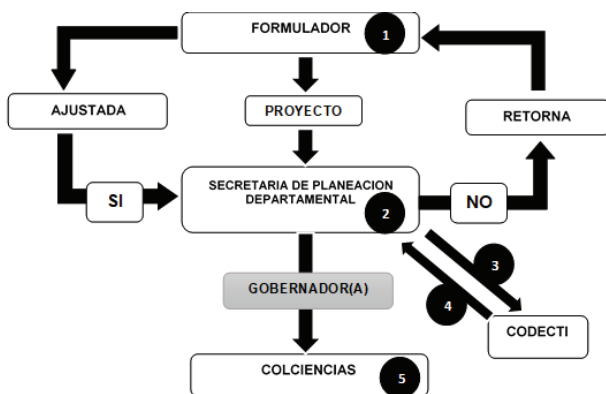 FORMULADOR
1
AJUSTADA
PROYECTO
RETORNA
SI
SECRETARIA DE PLANEACION
DEPARTAMENTAL
2
NO
3
GOBERNADOR(A)
4
CODECTI
COLCIENCIAS
5